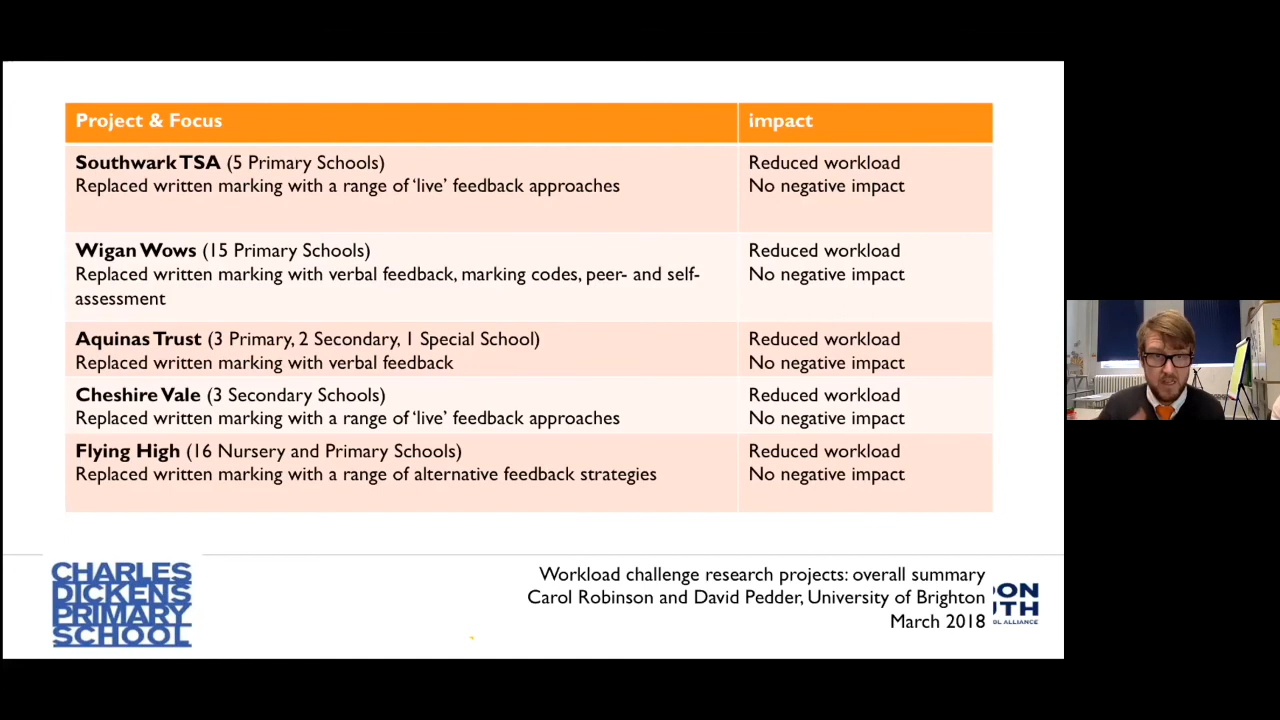 Project & Focus
impact
Southwark TSA (5 Primary Schools)
Replaced written marking with a range of ‘live’ feedback approaches
Reduced workload
No negative impact
Wigan Wows (15 Primary Schools)
Replaced written marking with verbal feedback, marking codes, peer- and self-
assessment
Reduced workload
No negative impact
Aquinas Trust (3 Primary, 2 Secondary, 1 Special School)
Replaced written marking with verbal feedback
Reduced workload
No negative impact
Cheshire Vale (3 Secondary Schools)
Replaced written marking with a range of ‘live’ feedback approaches
Reduced workload
No negative impact
Flying High (16 Nursery and Primary Schools)
Replaced written marking with a range of alternative feedback strategies
Reduced workload
No negative impact
CHARLES
DICKENS
PRIMARY
SCHOOL
Workload challenge research projects: overall summary
Carol Robinson and David Pedder, University of Brighton
March 2018
ALLIANCE